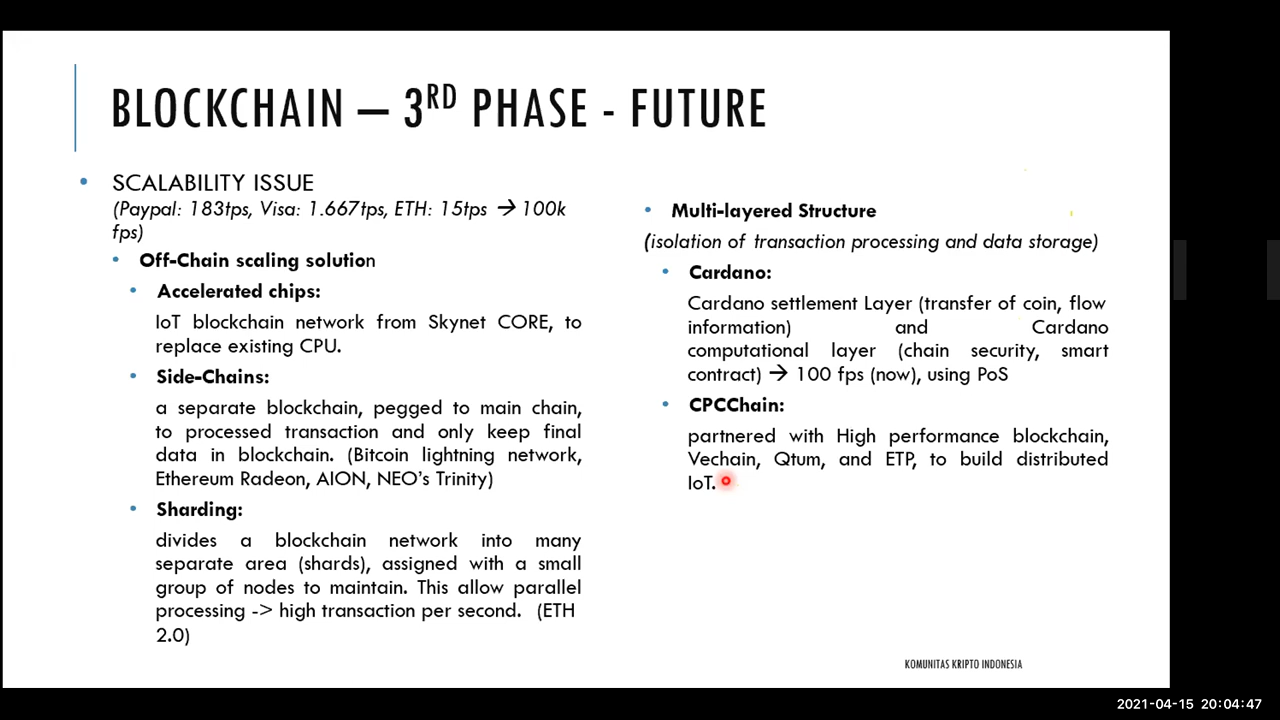 BLOCKCHAIN – 3RD PHASE - FUTURE
• SCALABILITY ISSUE
(Paypal: 183tps, Visa: 1.667tps, ETH: 15tps → 100k
fps)
• Off-Chain scaling solution
• Accelerated chips:
IoT blockchain network from Skynet CORE, to
replace existing CPU.
• Side-Chains:
a separate blockchain, pegged to main chain,
to processed transaction and only keep final
data in blockchain. (Bitcoin lightning network,
Ethereum Radeon, AION, NEO's Trinity)
• Sharding:
divides a blockchain network into many
separate area (shards), assigned with a small
group of nodes to maintain. This allow parallel
processing -> high transaction per second. (ETH
2.0)
• Multi-layered Structure
(isolation of transaction processing and data storage)
• Cardano:
Cardano settlement Layer (transfer of coin, flow
information) and Cardano
computational layer (chain security, smart
contract) → 100 fps (now), using PoS
• CPCChain:
partnered with High performance blockchain,
Vechain, Qtum, and ETP, to build distributed
IoT.
KOMUNITAS KRIPTO INDONESIA
2021-04-15 20:04:47